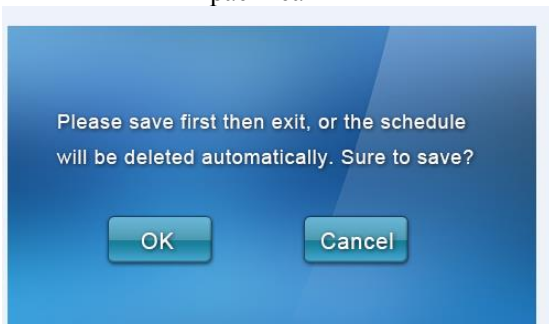 Please save first then exit, or the schedule
will be deleted automatically. Sure to save?
OK
Cancel